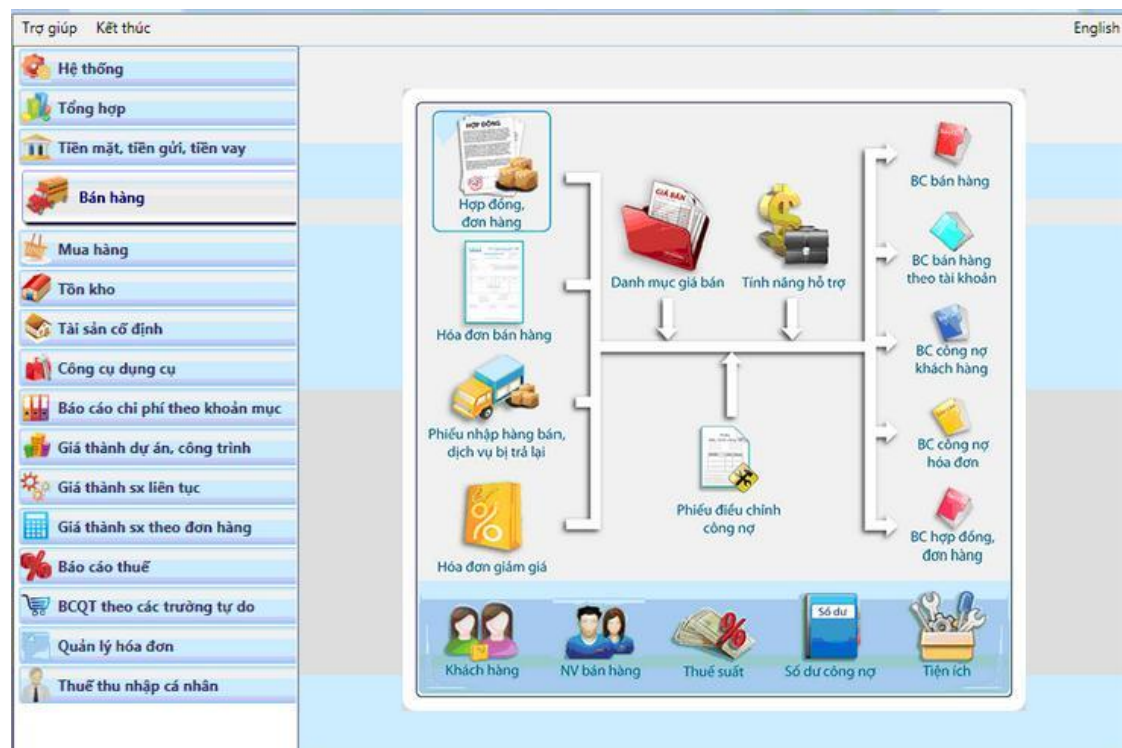 Trợ giúp Kết thúc English
Hệ thống
Tổng hợp
Tiền mặt, tiền gửi, tiền vay
Bán hàng
Mua hàng
Tồn kho
Tài sản cố định
Công cụ dụng cụ
Báo cáo chi phí theo khoản mục
Giá thành dự án, công trình
Giá thành sx liên tục
Giá thành sx theo đơn hàng
Báo cáo thuế
BCQT theo các trường tự do
Quản lý hóa đơn
Thuế thu nhập cá nhân
HỢP ĐỒNG
Hợp đồng,
đơn hàng
Hóa đơn bán hàng
Phiếu nhập hàng bán,
dịch vụ bị trả lại
Hóa đơn giảm giá
GIÁ BÁN
Danh mục giá bán
Tính năng hỗ trợ
Phiếu điều chỉnh
công nợ
BC bán hàng
BC bán hàng
theo tài khoản
BC công nợ
khách hàng
BC công nợ
hóa đơn
BC hợp đồng,
đơn hàng
Khách hàng
NV bán hàng
Thuế suất
Số dư
Số dư công nợ
Tiện ích